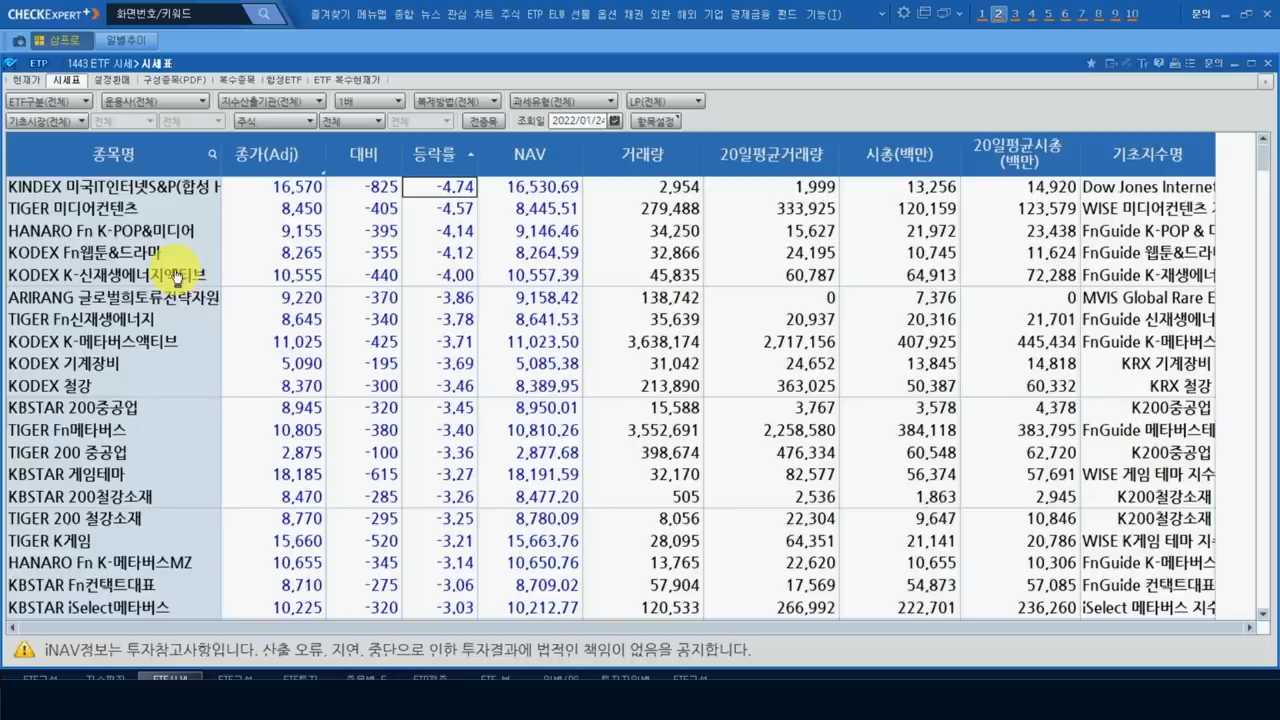 CHECKEXPERT+ 화면번호/키워드 즐겨찾기 메뉴맵 종합 뉴스 관심 차트 주식 ETP ELW 선물 옵션 채권 외환 해외 기업 경제금융 펀드 기능(T) 1 2 3 4 5 6 7 8 9 10 문의
삼프로 일별추이
ETP 1443 ETF 시세>시세표 문의
현재가 시세표 설정환매 구성종목(PDF) 복수종목 합성ETF ETF 복수현재가
ETF구분(전체) 운용사(전체) 지수산출기관(전체) 1배 복제방법(전체) 과세유형(전체) LP(전체)
기초시장(전체) 전체 전체 주식 전체 전체 전종목 조회일 2022/01/24 항목설정
종목명 종가(Adj) 대비 등락률 NAV 거래량 20일평균거래량 시총(백만) 20일평균시총 (백만) 기초지수명
KINDEX 미국IT인터넷S&P(합성 H 16,570 -825 -4.74 16,530.69 2,954 1,999 13,256 14,920 Dow Jones Internet
TIGER 미디어컨텐츠 8,450 -405 -4.57 8,445.51 279,488 333,925 120,159 123,579 WISE 미디어컨텐츠
HANARO Fn K-POP&미디어 9,155 -395 -4.14 9,146.46 34,250 15,627 21,972 23,438 FnGuide K-POP &
KODEX Fn웹툰&드라마 8,265 -355 -4.12 8,264.59 32,866 24,195 10,745 11,624 FnGuide 웹툰&드라
KODEX K-신재생에너지액티브 10,555 -440 -4.00 10,557.39 45,835 60,787 64,913 72,288 FnGuide K-재생에너
ARIRANG 글로벌희토류전략자원 9,220 -370 -3.86 9,158.42 138,742 0 7,376 0 MVIS Global Rare E
TIGER Fn신재생에너지 8,645 -340 -3.78 8,641.53 35,639 20,937 20,316 21,701 FnGuide 신재생에너
KODEX K-메타버스액티브 11,025 -425 -3.71 11,023.50 3,638,174 2,717,156 407,925 445,434 FnGuide K-메타버스
KODEX 기계장비 5,090 -195 -3.69 5,085.38 31,042 24,652 13,845 14,818 KRX 기계장비
KODEX 철강 8,370 -300 -3.46 8,389.95 213,890 363,025 50,387 60,332 KRX 철강
KBSTAR 200중공업 8,945 -320 -3.45 8,950.01 15,588 3,767 3,578 4,378 K200중공업
TIGER Fn메타버스 10,805 -380 -3.40 10,810.26 3,552,691 2,258,580 384,118 383,795 FnGuide 메타버스테
TIGER 200 중공업 2,875 -100 -3.36 2,877.68 398,674 476,334 60,548 62,720 K200중공업
KBSTAR 게임테마 18,185 -615 -3.27 18,191.59 32,170 82,577 56,374 57,691 WISE 게임 테마 지수
KBSTAR 200철강소재 8,470 -285 -3.26 8,477.20 505 2,536 1,863 2,945 K200철강소재
TIGER 200 철강소재 8,770 -295 -3.25 8,780.09 8,056 22,304 9,647 10,846 K200철강소재
TIGER K게임 15,660 -520 -3.21 15,663.76 28,095 64,351 21,141 20,786 WISE K게임 테마 지
HANARO Fn K-메타버스MZ 10,655 -345 -3.14 10,650.76 13,765 22,620 10,655 10,306 FnGuide K-메타버스
KBSTAR Fn컨택트대표 8,710 -275 -3.06 8,709.02 57,904 17,569 54,873 57,085 FnGuide 컨택트대표
KBSTAR iSelect메타버스 10,225 -320 -3.03 10,212.77 120,533 266,992 222,701 236,260 iSelect 메타버스 지수
iNAV정보는 투자참고사항입니다. 산출 오류, 지연, 중단으로 인한 투자결과에 법적인 책임이 없음을 공지합니다.